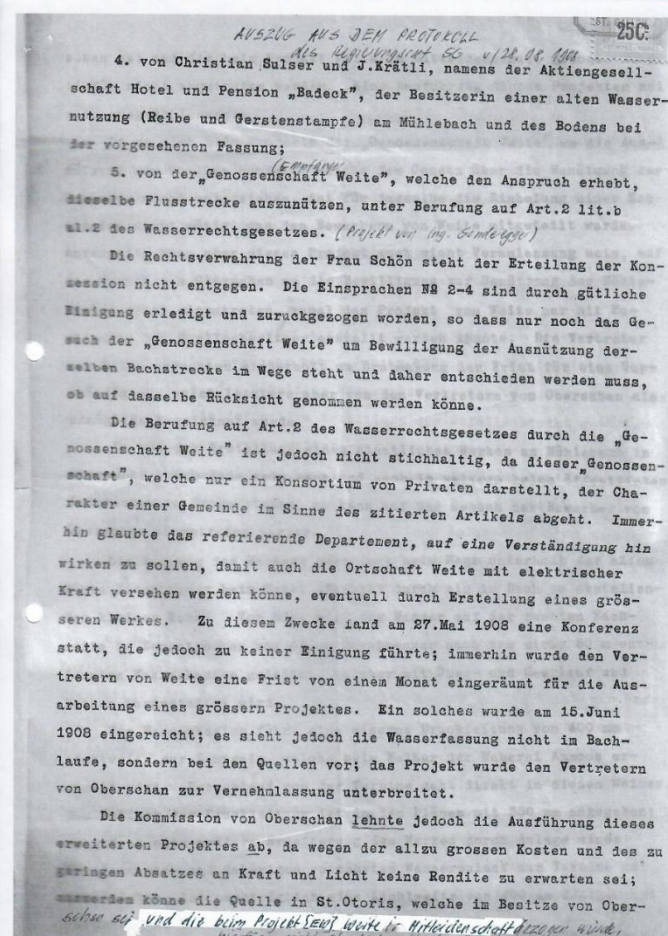 AUSZUG AUS DEM PROTOKOLL
25C.
des Regierungsrat SG v/28.08.1908
4. von Christian Sulser und J.Krätli, namens der Aktiengesell-
schaft Hotel und Pension „Badeck", der Besitzerin einer alten Wasser-
nutzung (Reibe und Gerstenstampfe) am Mühlebach und des Bodens bei
der vorgesehenen Fassung;
5. von der„Genossenschaft Weite", welche den Anspruch erhebt,
dieselbe Flusstrecke auszunützen, unter Berufung auf Art.2 lit.b
al.2 des Wasserrechtsgesetzes. (Projekt von Ing.
Die Rechtsverwahrung der Frau Schön steht der Erteilung der Kon-
session nicht entgegen. Die Einsprachen No 2-4 sind durch gütliche
Einigung erledigt und zurückgezogen worden, so dass nur noch das Ge-
such der „Genossenschaft Weite" um Bewilligung der Ausnützung der-
selben Bachstrecke im Wege steht und daher entschieden werden muss,
ob auf dasselbe Rücksicht genommen werden könne.
Die Berufung auf Art.2 des Wasserrechtsgesetzes durch die „Ge-
nossenschaft Weite" ist jedoch nicht stichhaltig, da dieser„Genossen-
schaft", welche nur ein Konsortium von Privaten darstellt, der Cha-
rakter einer Gemeinde im Sinne des zitierten Artikels abgeht. Immer-
hin glaubte das referierende Departement, auf eine Verständigung hin
wirken zu sollen, damit auch die Ortschaft Weite mit elektrischer
Kraft versehen werden könne, eventuell durch Erstellung eines grös-
seren Werkes. Zu diesem Zwecke fand am 27.Mai 1908 eine Konferenz
statt, die jedoch zu keiner Einigung führte; immerhin wurde den Ver-
tretern von Weite eine Frist von einem Monat eingeräumt für die Aus-
arbeitung eines grössern Projektes. Ein solches wurde am 15.Juni
1908 eingereicht; es sieht jedoch die Wasserfassung nicht im Bach-
laufe, sondern bei den Quellen vor; das Projekt wurde den Vertretern
von Oberschan zur Vernehmlassung unterbreitet.
Die Kommission von Oberschan lehnte jedoch die Ausführung dieses
erweiterten Projektes ab, da wegen der allzu grossen Kosten und des zu
geringen Absatzes an Kraft und Licht keine Rendite zu erwarten sei;
könne die Quelle in St.Otoris, welche im Besitze von Ober-
schan sei und die beim Projekt [EW] Weite in Mitleidenschaft gezogen würde,